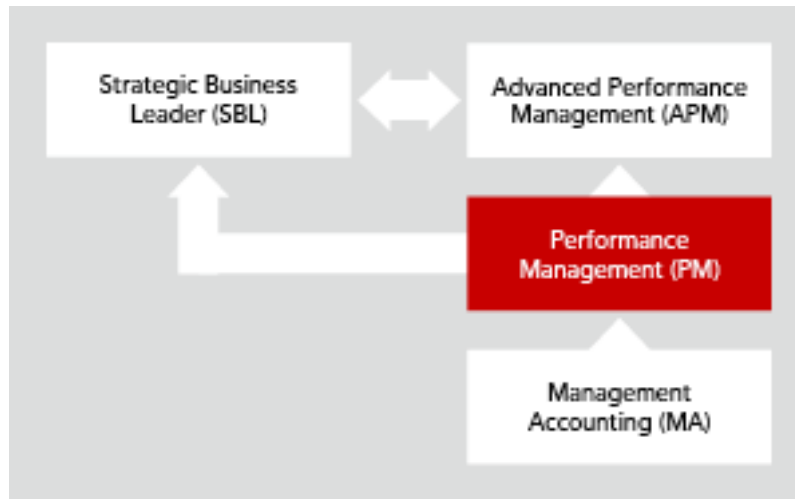 Strategic Business
Leader (SBL)
Advanced Performance
Management (APM)
Performance
Management (PM)
Management
Accounting (MA)